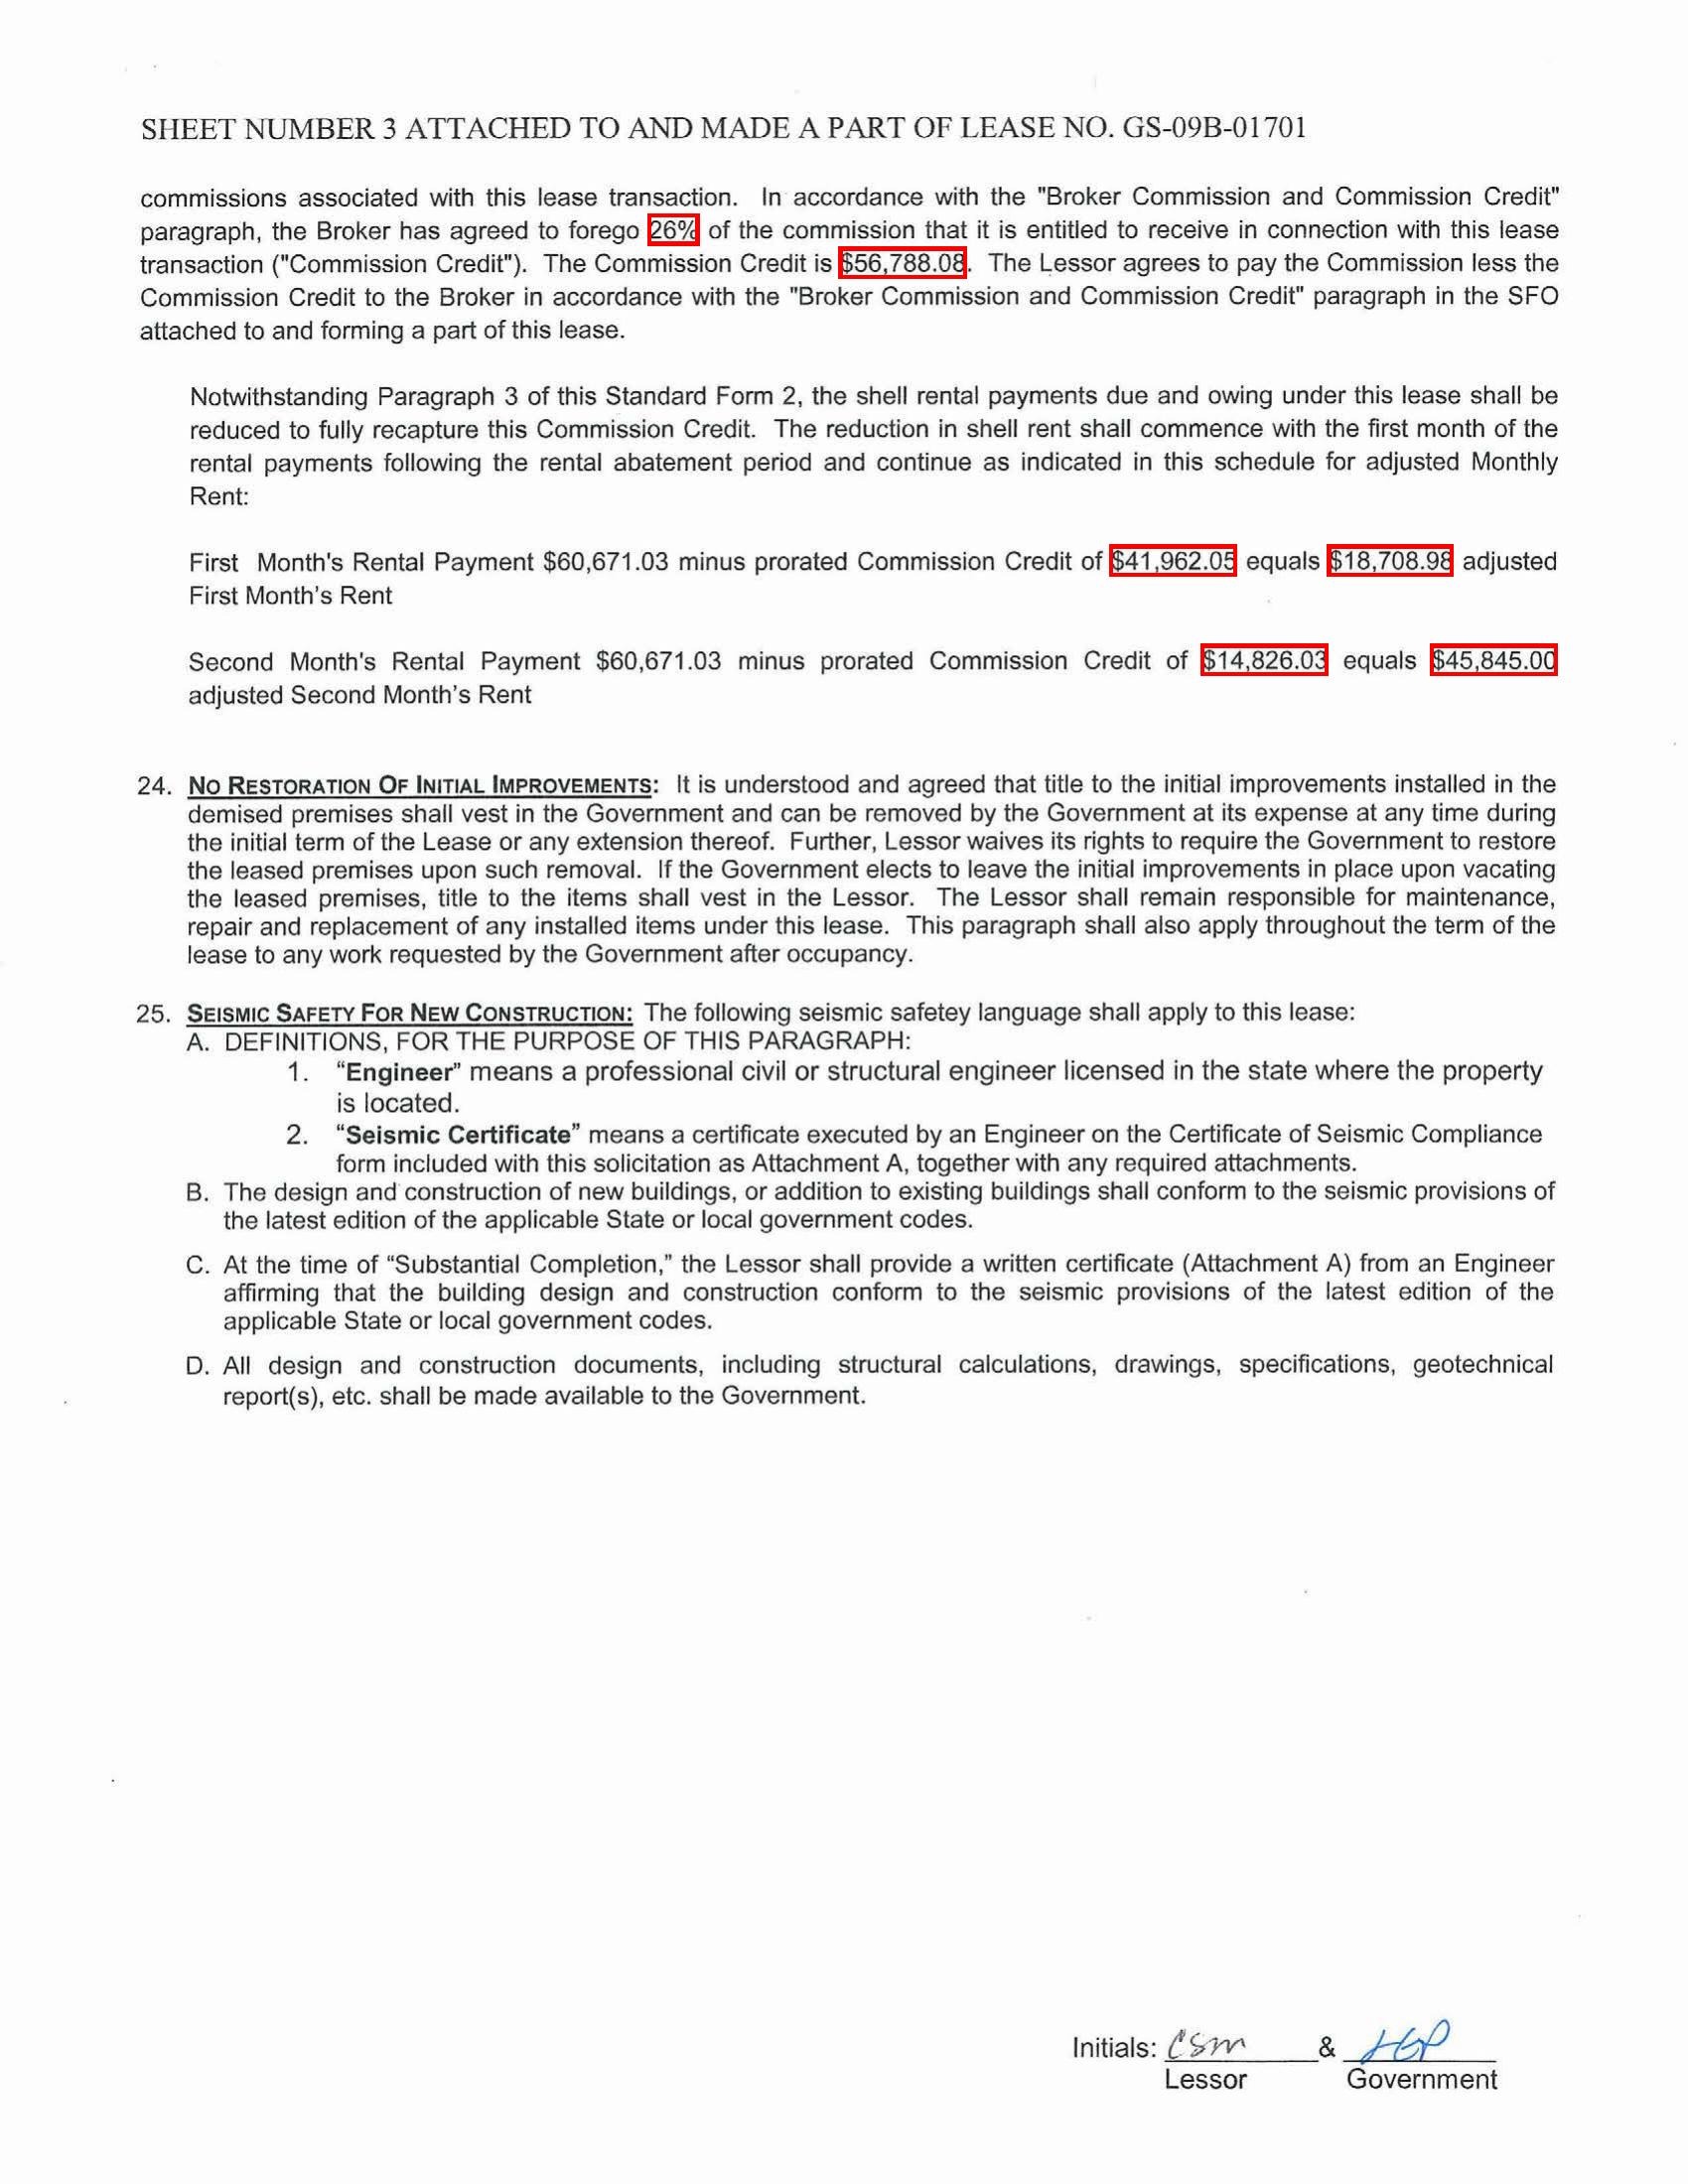 SHEET NUMBER 3 ATTACHED TO AND MADE A PART OF LEASE NO. GS-09B-01701
commissions associated with this lease transaction. In accordance with the "Broker Commission and Commission Credit"
paragraph, the Broker has agreed to forego 26% of the commission that it is entitled to receive in connection with this lease
transaction ("Commission Credit"). The Commission Credit is $56,788.08. The Lessor agrees to pay the Commission less the
Commission Credit to the Broker in accordance with the "Broker Commission and Commission Credit" paragraph in the SFO
attached to and forming a part of this lease.
Notwithstanding Paragraph 3 of this Standard Form 2, the shell rental payments due and owing under this lease shall be
reduced to fully recapture this Commission Credit. The reduction in shell rent shall commence with the first month of the
rental payments following the rental abatement period and continue as indicated in this schedule for adjusted Monthly
Rent:
First Month's Rental Payment $60,671.03 minus prorated Commission Credit of $41,962.05 equals $18,708.98 adjusted
First Month's Rent
Second Month's Rental Payment $60,671.03 minus prorated Commission Credit of $14,826.03 equals $45,845.00
adjusted Second Month's Rent
24. NO RESTORATION OF INITIAL IMPROVEMENTS: It is understood and agreed that title to the initial improvements installed in the
demised premises shall vest in the Government and can be removed by the Government at its expense at any time during
the initial term of the Lease or any extension thereof. Further, Lessor waives its rights to require the Government to restore
the leased premises upon such removal. If the Government elects to leave the initial improvements in place upon vacating
the leased premises, title to the items shall vest in the Lessor. The Lessor shall remain responsible for maintenance,
repair and replacement of any installed items under this lease. This paragraph shall also apply throughout the term of the
lease to any work requested by the Government after occupancy.
25. SEISMIC SAFETY FOR NEW CONSTRUCTION: The following seismic safetey language shall apply to this lease:
A. DEFINITIONS, FOR THE PURPOSE OF THIS PARAGRAPH:
1. “Engineer” means a professional civil or structural engineer licensed in the state where the property
is located.
2. “Seismic Certificate” means a certificate executed by an Engineer on the Certificate of Seismic Compliance
form included with this solicitation as Attachment A, together with any required attachments.
B. The design and construction of new buildings, or addition to existing buildings shall conform to the seismic provisions of
the latest edition of the applicable State or local government codes.
C. At the time of “Substantial Completion,” the Lessor shall provide a written certificate (Attachment A) from an Engineer
affirming that the building design and construction conform to the seismic provisions of the latest edition of the
applicable State or local government codes.
D. All design and construction documents, including structural calculations, drawings, specifications, geotechnical
report(s), etc. shall be made available to the Government.
Initials: CSM & HGP
Lessor Government